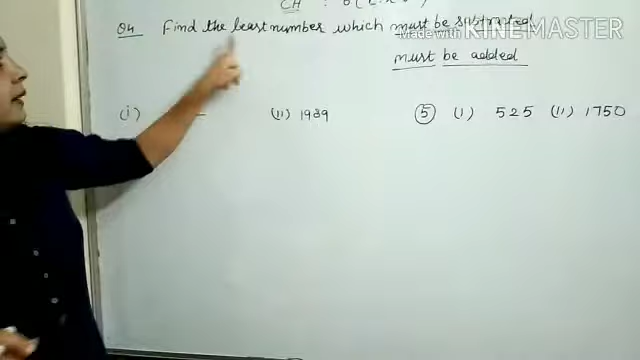 CH : 6
Q4 Find the least number which must be subtracted
Made with KINEMASTER
must be added
(i) (ii) 1989 5 (i) 525 (ii) 1750